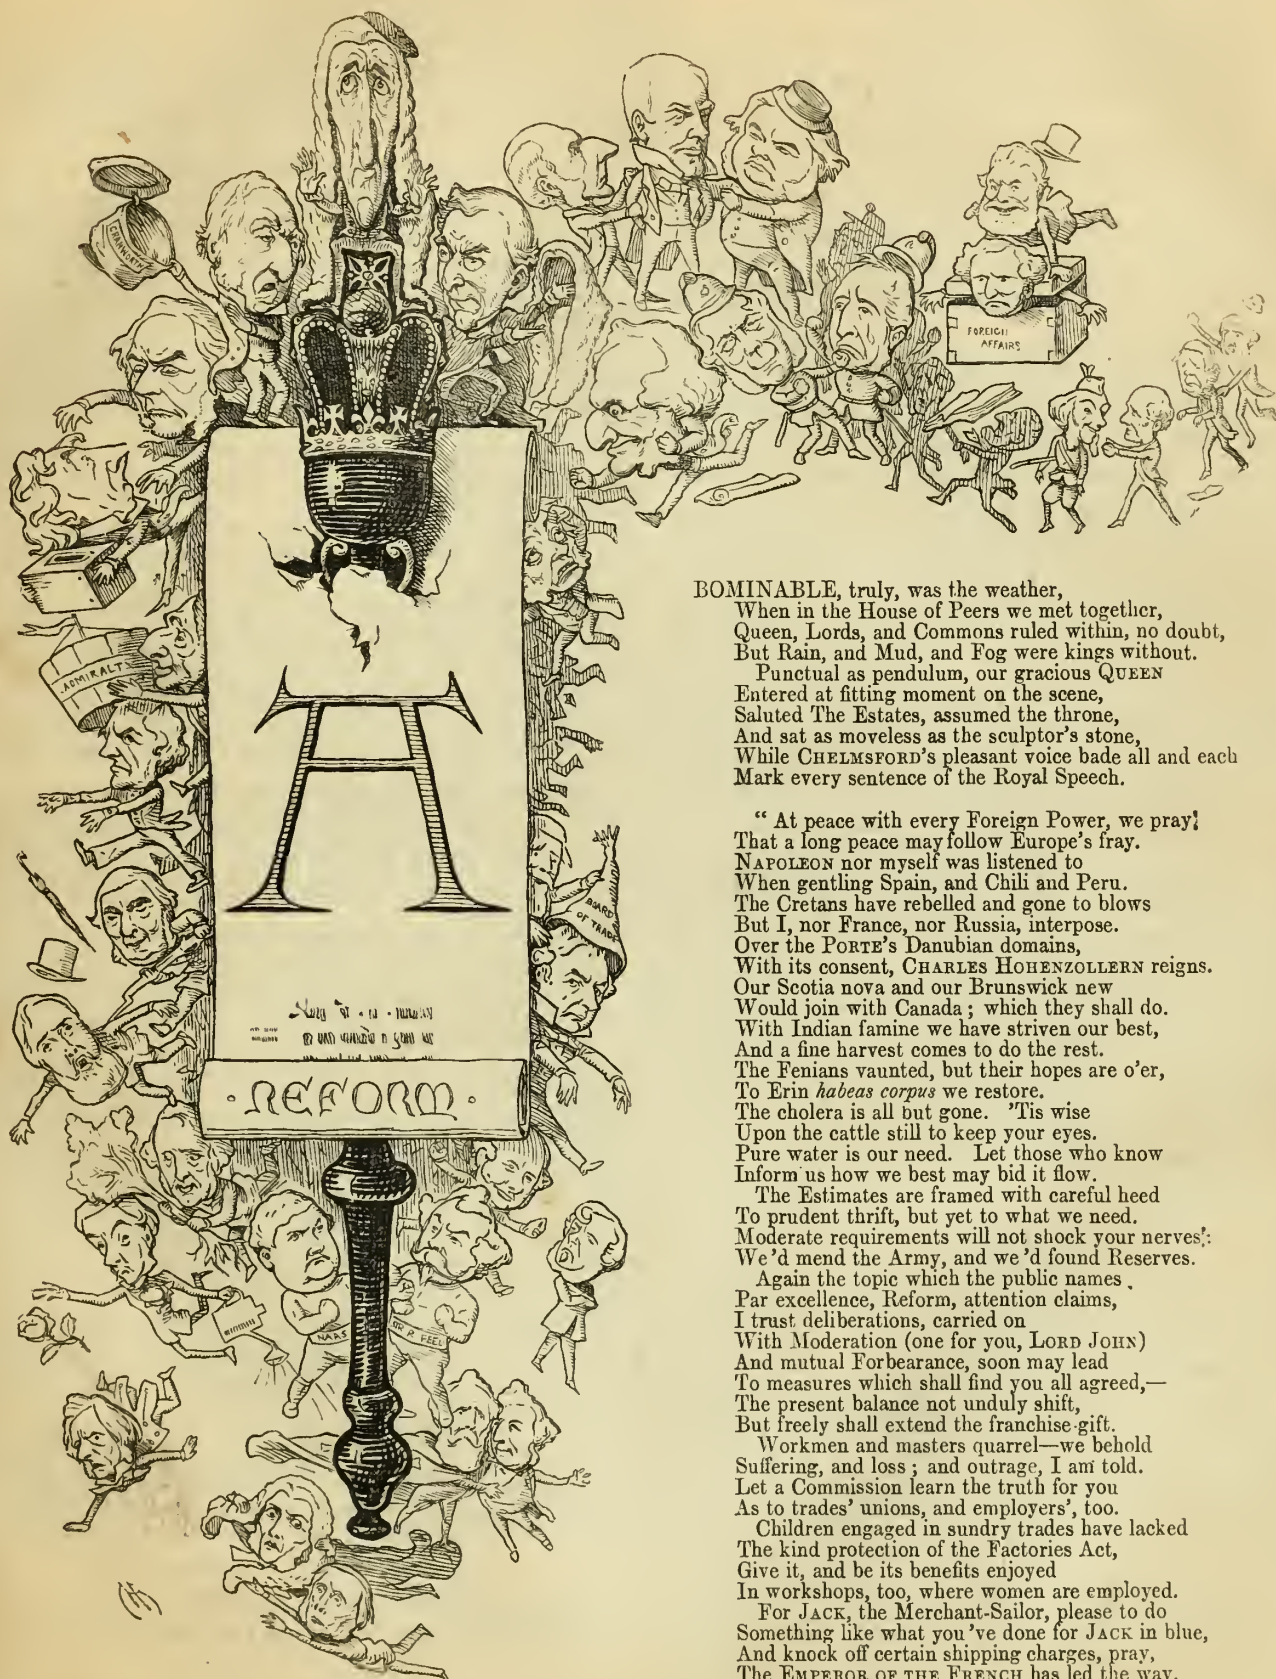 CRANWORTH
FOREIGN
AFFAIRS
ADMIRALTY
BOARD
OF TRADE
A
· REFORM ·
NAAS
SIR R. PEEL
BOMINABLE, truly, was the weather,
When in the House of Peers we met together,
Queen, Lords, and Commons ruled within, no doubt,
But Rain, and Mud, and Fog were kings without.
Punctual as pendulum, our gracious QUEEN
Entered at fitting moment on the scene,
Saluted The Estates, assumed the throne,
And sat as moveless as the sculptor's stone,
While CHELMSFORD's pleasant voice bade all and each
Mark every sentence of the Royal Speech.
“ At peace with every Foreign Power, we pray;
That a long peace may follow Europe's fray.
NAPOLEON nor myself was listened to
When gentling Spain, and Chili and Peru.
The Cretans have rebelled and gone to blows
But I, nor France, nor Russia, interpose.
Over the PORTE's Danubian domains,
With its consent, CHARLES HOHENZOLLERN reigns.
Our Scotia nova and our Brunswick new
Would join with Canada ; which they shall do.
With Indian famine we have striven our best,
And a fine harvest comes to do the rest.
The Fenians vaunted, but their hopes are o'er,
To Erin habeas corpus we restore.
The cholera is all but gone. 'Tis wise
Upon the cattle still to keep your eyes.
Pure water is our need. Let those who know
Inform us how we best may bid it flow.
The Estimates are framed with careful heed
To prudent thrift, but yet to what we need.
Moderate requirements will not shock your nerves:
We'd mend the Army, and we'd found Reserves.
Again the topic which the public names
Par excellence, Reform, attention claims,
I trust deliberations, carried on
With Moderation (one for you, LORD JOHN)
And mutual Forbearance, soon may lead
To measures which shall find you all agreed,—
The present balance not unduly shift,
But freely shall extend the franchise-gift.
Workmen and masters quarrel—we behold
Suffering, and loss ; and outrage, I am told.
Let a Commission learn the truth for you
As to trades' unions, and employers', too.
Children engaged in sundry trades have lacked
The kind protection of the Factories Act,
Give it, and be its benefits enjoyed
In workshops, too, where women are employed.
For JACK, the Merchant-Sailor, please to do
Something like what you've done for JACK in blue,
And knock off certain shipping charges, pray,
The EMPEROR OF THE FRENCH has led the way.